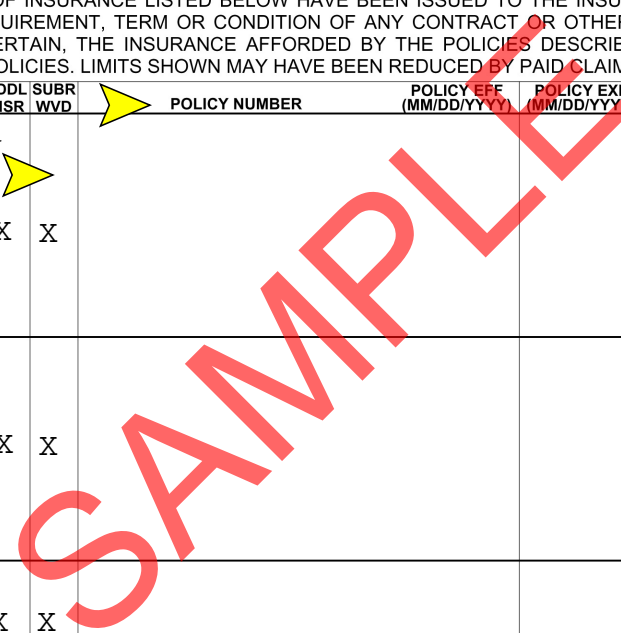 OF INSURANCE LISTED BELOW HAVE BEEN ISSUED TO THE INSU
UIREMENT, TERM OR CONDITION OF ANY CONTRACT OR OTHE
ERTAIN, THE INSURANCE AFFORDED BY THE POLICIES DESCRIBE
OLICIES. LIMITS SHOWN MAY HAVE BEEN REDUCED BY PAID CLAIM
DDL SUBR POLICY NUMBER POLICY EFF POLICY EX
NSR WVD (MM/DD/YYYY) (MM/DD/YYY
X X
X X
X X
SAMPLE